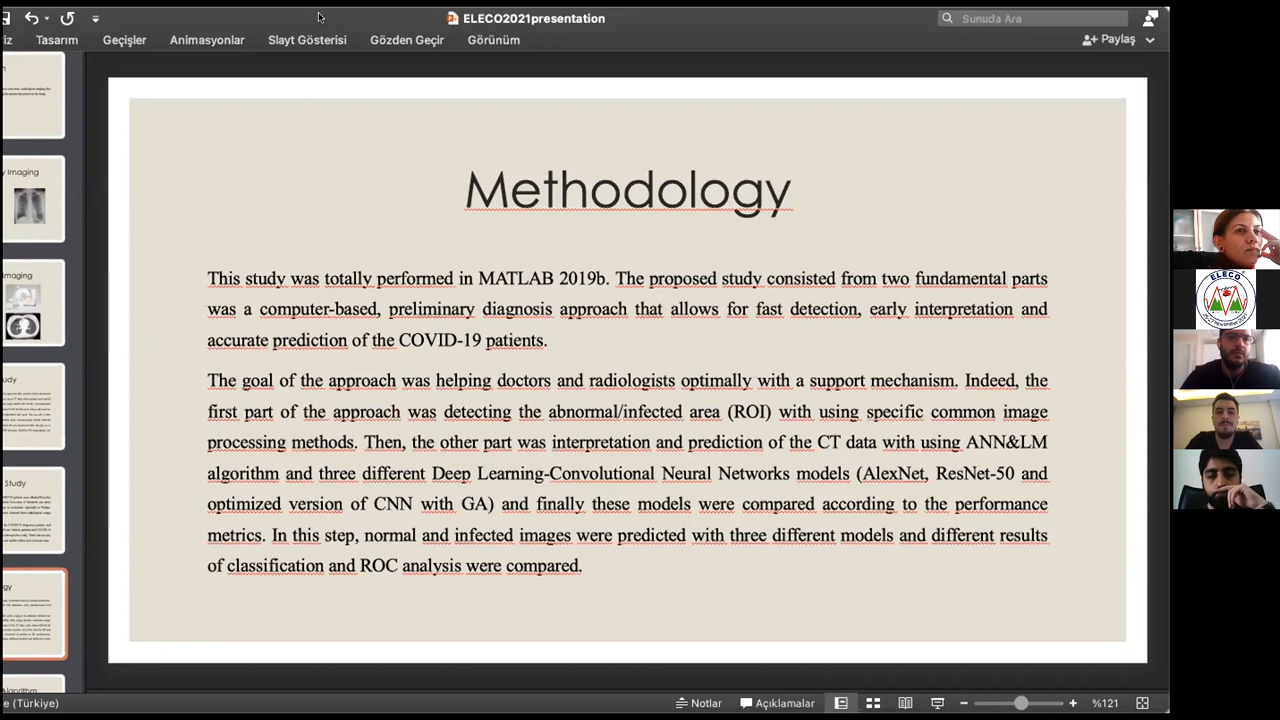 ELECO2021presentation
Sunuda Ara
Tasarım Geçişler Animasyonlar Slayt Gösterisi Gözden Geçir Görünüm
Paylaş
Methodology
This study was totally performed in MATLAB 2019b. The proposed study consisted from two fundamental parts
was a computer-based, preliminary diagnosis approach that allows for fast detection, early interpretation and
accurate prediction of the COVID-19 patients.
The goal of the approach was helping doctors and radiologists optimally with a support mechanism. Indeed, the
first part of the approach was detecting the abnormal/infected area (ROI) with using specific common image
processing methods. Then, the other part was interpretation and prediction of the CT data with using ANN&LM
algorithm and three different Deep Learning-Convolutional Neural Networks models (AlexNet, ResNet-50 and
optimized version of CNN with GA) and finally these models were compared according to the performance
metrics. In this step, normal and infected images were predicted with three different models and different results
of classification and ROC analysis were compared.
y Imaging
maging
udy
Study
gy
Algorithm
ELECO
e (Türkiye)
Notlar
Açıklamalar
%121